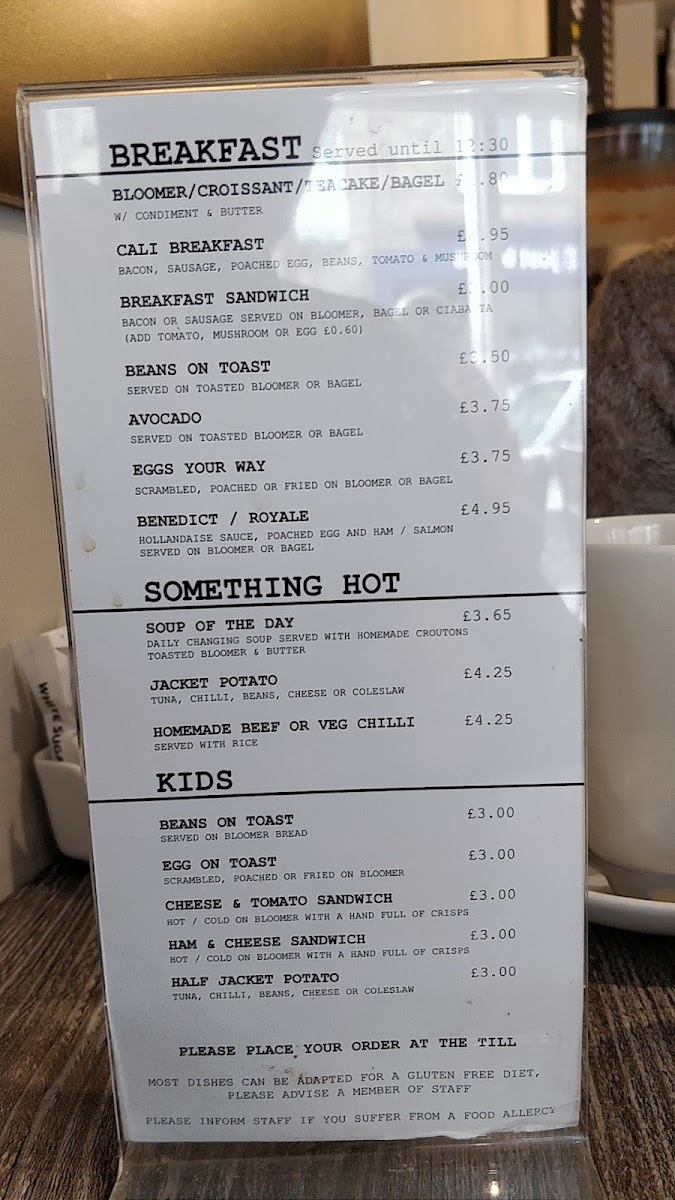 BREAKFAST Served until 12:30
BLOOMER/CROISSANT/TEACAKE/BAGEL
W/ CONDIMENT & BUTTER
CALI BREAKFAST
BACON, SAUSAGE, POACHED EGG, BEANS, TOMATO & MUSHROOM
BREAKFAST SANDWICH
BACON OR SAUSAGE SERVED ON BLOOMER, BAGEL OR CIABATTA
(ADD TOMATO, MUSHROOM OR EGG £0.60)
BEANS ON TOAST
SERVED ON TOASTED BLOOMER OR BAGEL
AVOCADO £3.75
SERVED ON TOASTED BLOOMER OR BAGEL
EGGS YOUR WAY £3.75
SCRAMBLED, POACHED OR FRIED ON BLOOMER OR BAGEL
BENEDICT / ROYALE £4.95
HOLLANDAISE SAUCE, POACHED EGG AND HAM / SALMON
SERVED ON BLOOMER OR BAGEL
SOMETHING HOT
SOUP OF THE DAY £3.65
DAILY CHANGING SOUP SERVED WITH HOMEMADE CROUTONS
TOASTED BLOOMER & BUTTER
JACKET POTATO £4.25
TUNA, CHILLI, BEANS, CHEESE OR COLESLAW
HOMEMADE BEEF OR VEG CHILLI £4.25
SERVED WITH RICE
KIDS
BEANS ON TOAST £3.00
SERVED ON BLOOMER BREAD
EGG ON TOAST £3.00
SCRAMBLED, POACHED OR FRIED ON BLOOMER
CHEESE & TOMATO SANDWICH £3.00
HOT / COLD ON BLOOMER WITH A HAND FULL OF CRISPS
HAM & CHEESE SANDWICH £3.00
HOT / COLD ON BLOOMER WITH A HAND FULL OF CRISPS
HALF JACKET POTATO £3.00
TUNA, CHILLI, BEANS, CHEESE OR COLESLAW
PLEASE PLACE YOUR ORDER AT THE TILL
MOST DISHES CAN BE ADAPTED FOR A GLUTEN FREE DIET,
PLEASE ADVISE A MEMBER OF STAFF
PLEASE INFORM STAFF IF YOU SUFFER FROM A FOOD ALLERGY
WHITE SUGA